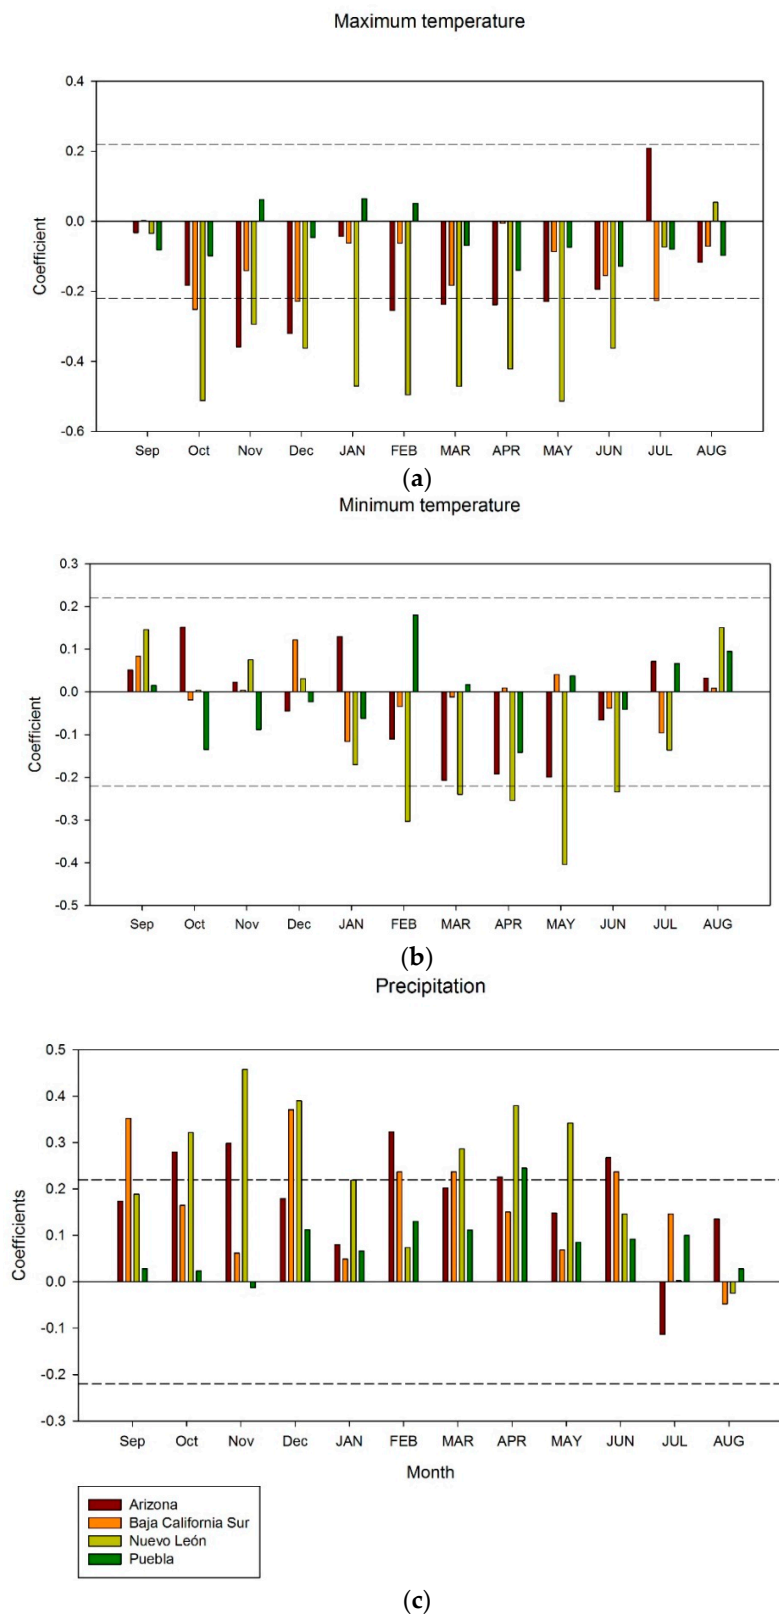 Maximum temperature
0.4
0.2
0.0
-0.2
-0.4
-0.6
Coefficient
Sep Oct Nov Dec JAN FEB MAR APR MAY JUN JUL AUG
(a)
Minimum temperature
0.3
0.2
0.1
0.0
-0.1
-0.2
-0.3
-0.4
-0.5
Coefficient
Sep Oct Nov Dec JAN FEB MAR APR MAY JUN JUL AUG
(b)
Precipitation
0.5
0.4
0.3
0.2
0.1
0.0
-0.1
-0.2
-0.3
Coefficients
Sep Oct Nov Dec JAN FEB MAR APR MAY JUN JUL AUG
Month
Arizona
Baja California Sur
Nuevo León
Puebla
(c)